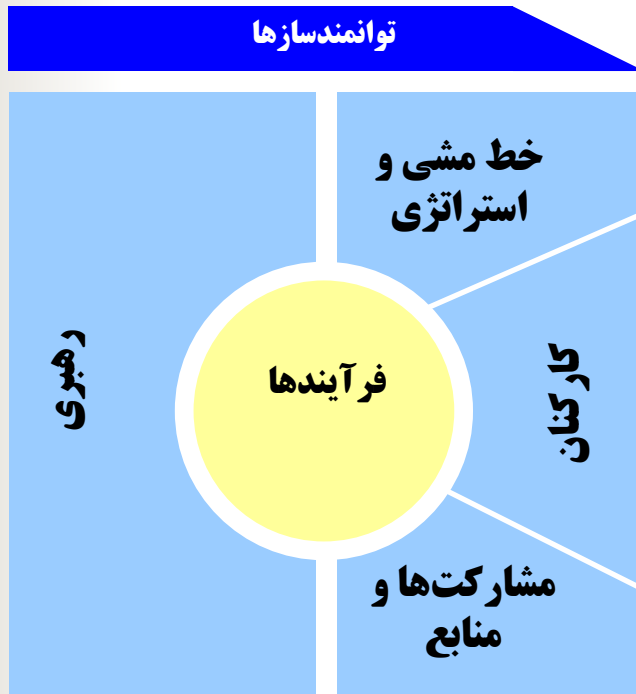 توانمندسازها
خط مشی و
استراتژی
رهبری
فرآیندها
کارکنان
مشارکت‌ها و
منابع